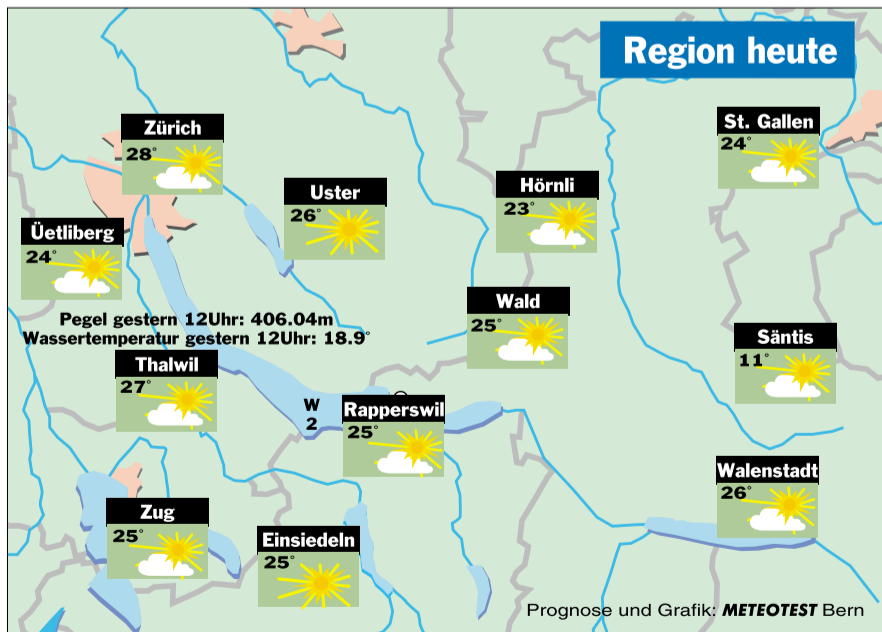 Region heute
Zürich
28°
St. Gallen
24°
Uster
26°
Hörnli
23°
Üetliberg
24°
Wald
25°
Pegel gestern 12Uhr: 406.04m
Wassertemperatur gestern 12Uhr: 18.9°
Säntis
11°
Thalwil
27°
W
2
Rapperswil
25°
Walenstadt
26°
Zug
25°
Einsiedeln
25°
Prognose und Grafik: METEOTEST Bern